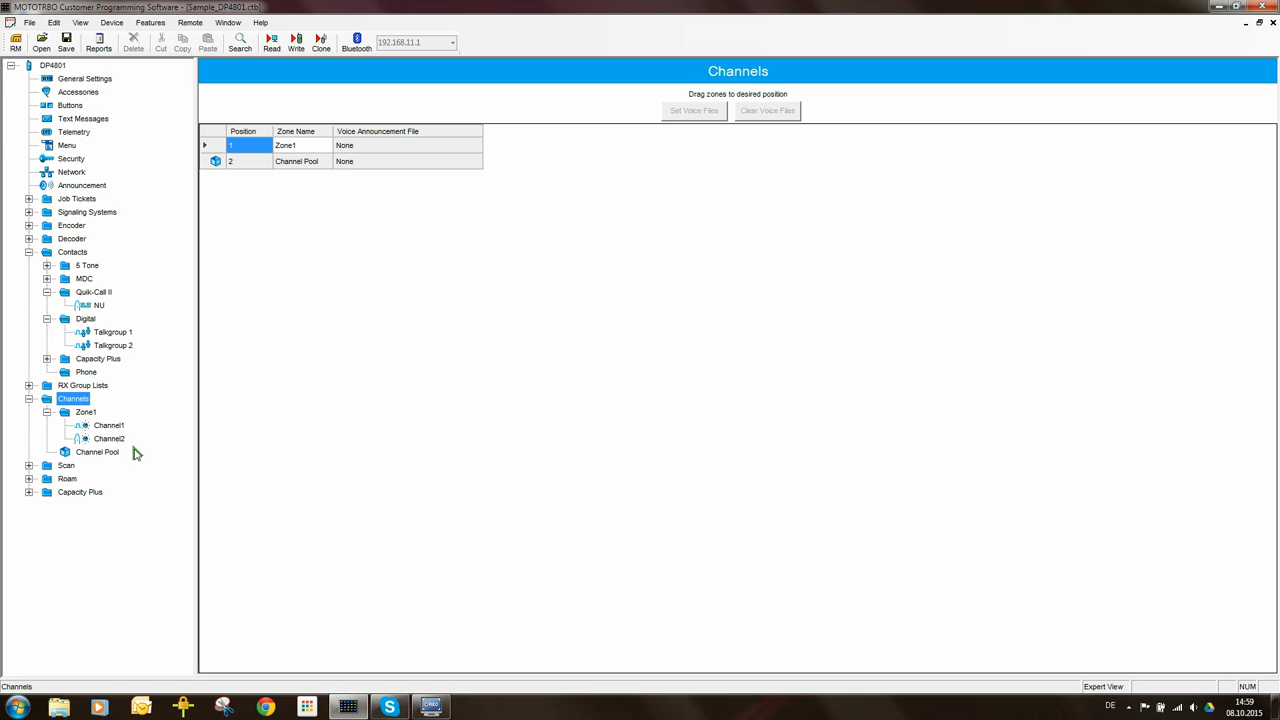 MOTOTRBO Customer Programming Software - [Sample_DP4801.ctb]
File Edit View Device Features Remote Window Help
RM Open Save Reports Delete Cut Copy Paste Search Read Write Clone Bluetooth 192.168.11.1
DP4801
General Settings
Accessories
Buttons
Text Messages
Telemetry
Menu
Security
Network
Announcement
Job Tickets
Signaling Systems
Encoder
Decoder
Contacts
5 Tone
MDC
Quik-Call II
NU
Digital
Talkgroup 1
Talkgroup 2
Capacity Plus
Phone
RX Group Lists
Channels
Zone1
Channel1
Channel2
Channel Pool
Scan
Roam
Capacity Plus
Channels
Drag zones to desired position
Set Voice Files Clear Voice Files
Position Zone Name Voice Announcement File
1 Zone1 None
2 Channel Pool None
Channels Expert View NUM
DE 14:59
08.10.2015